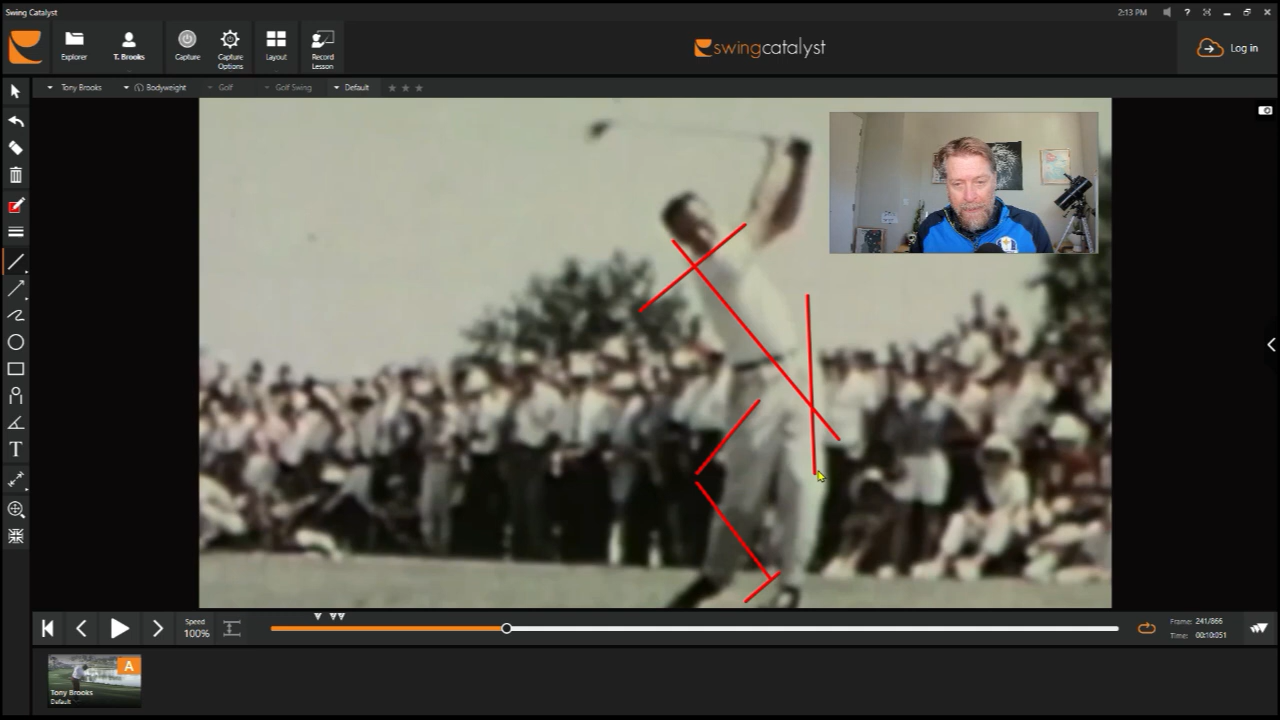 Swing Catalyst
2:13 PM
Explorer
T. Brooks
Capture
Capture
Options
Layout
Record
Lesson
swingcatalyst
Log in
Tony Brooks
Bodyweight
Golf
Golf Swing
Default
T
Speed
100%
Frame: 241/866
Time: 00:10:051
A
Tony Brooks
Default